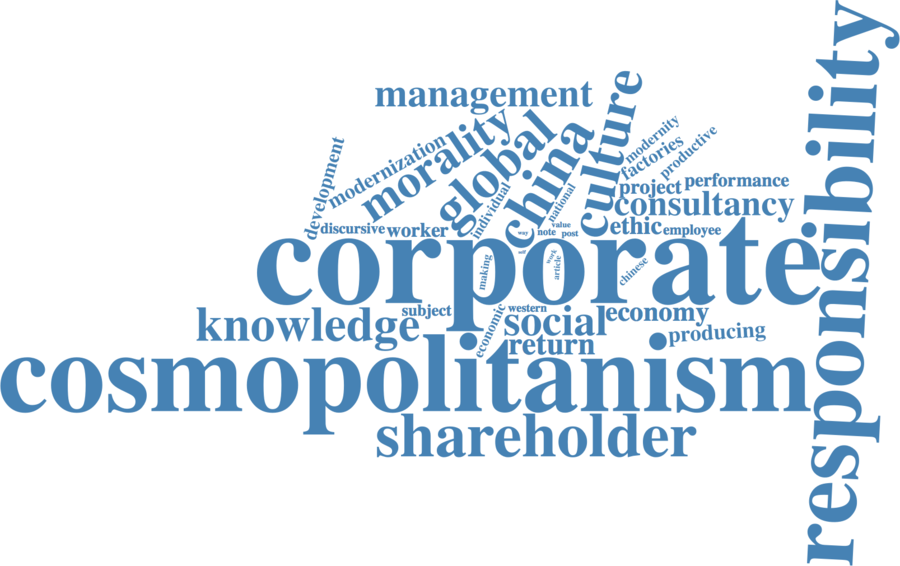 management
development
modernization
morality
global
china
culture
modernity
factories
productive
individual
national
project
performance
consultancy
discursive
worker
ethic
employee
value
way
note
post
self
corporate
making
work
article
chinese
responsibility
knowledge
subject
economic
western
social
economy
return
producing
cosmopolitanism
shareholder